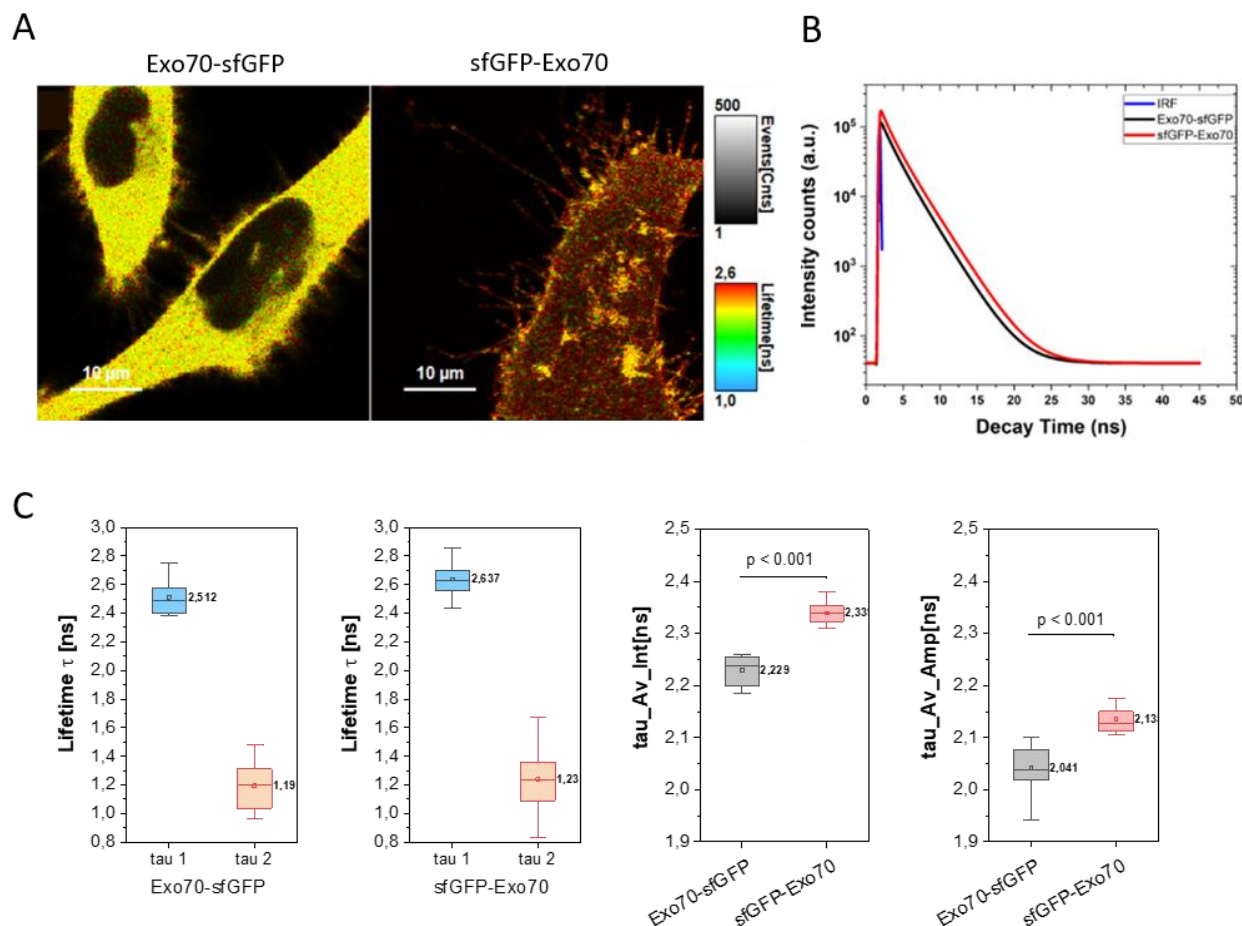 A
B
Exo70-sfGFP
sfGFP-Exo70
500
Events[Cnts]
1
2,6
Lifetime[ns]
1,0
10 µm
10 µm
IRF
Exo70-sfGFP
sfGFP-Exo70
Intensity counts (a.u.)
10⁵
10⁴
10³
10²
0 5 10 15 20 25 30 35 40 45 50
Decay Time (ns)
C
Lifetime τ [ns]
3,0
2,8
2,6
2,4
2,2
2,0
1,8
1,6
1,4
1,2
1,0
0,8
2,512
1,19
tau 1 tau 2
Exo70-sfGFP
Lifetime τ [ns]
3,0
2,8
2,6
2,4
2,2
2,0
1,8
1,6
1,4
1,2
1,0
0,8
2,637
1,23
tau 1 tau 2
sfGFP-Exo70
tau_Av_Int[ns]
2,5
2,4
2,3
2,2
2,1
2,0
1,9
p < 0.001
2,229
Exo70-sfGFP
sfGFP-Exo70
tau_Av_Amp[ns]
2,5
2,4
2,3
2,2
2,1
2,0
1,9
p < 0.001
2,041
Exo70-sfGFP
sfGFP-Exo70